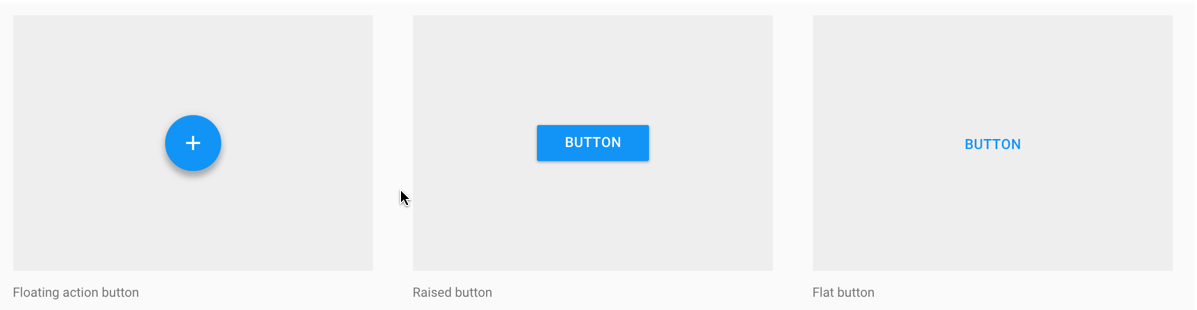 +
BUTTON
BUTTON
Floating action button
Raised button
Flat button